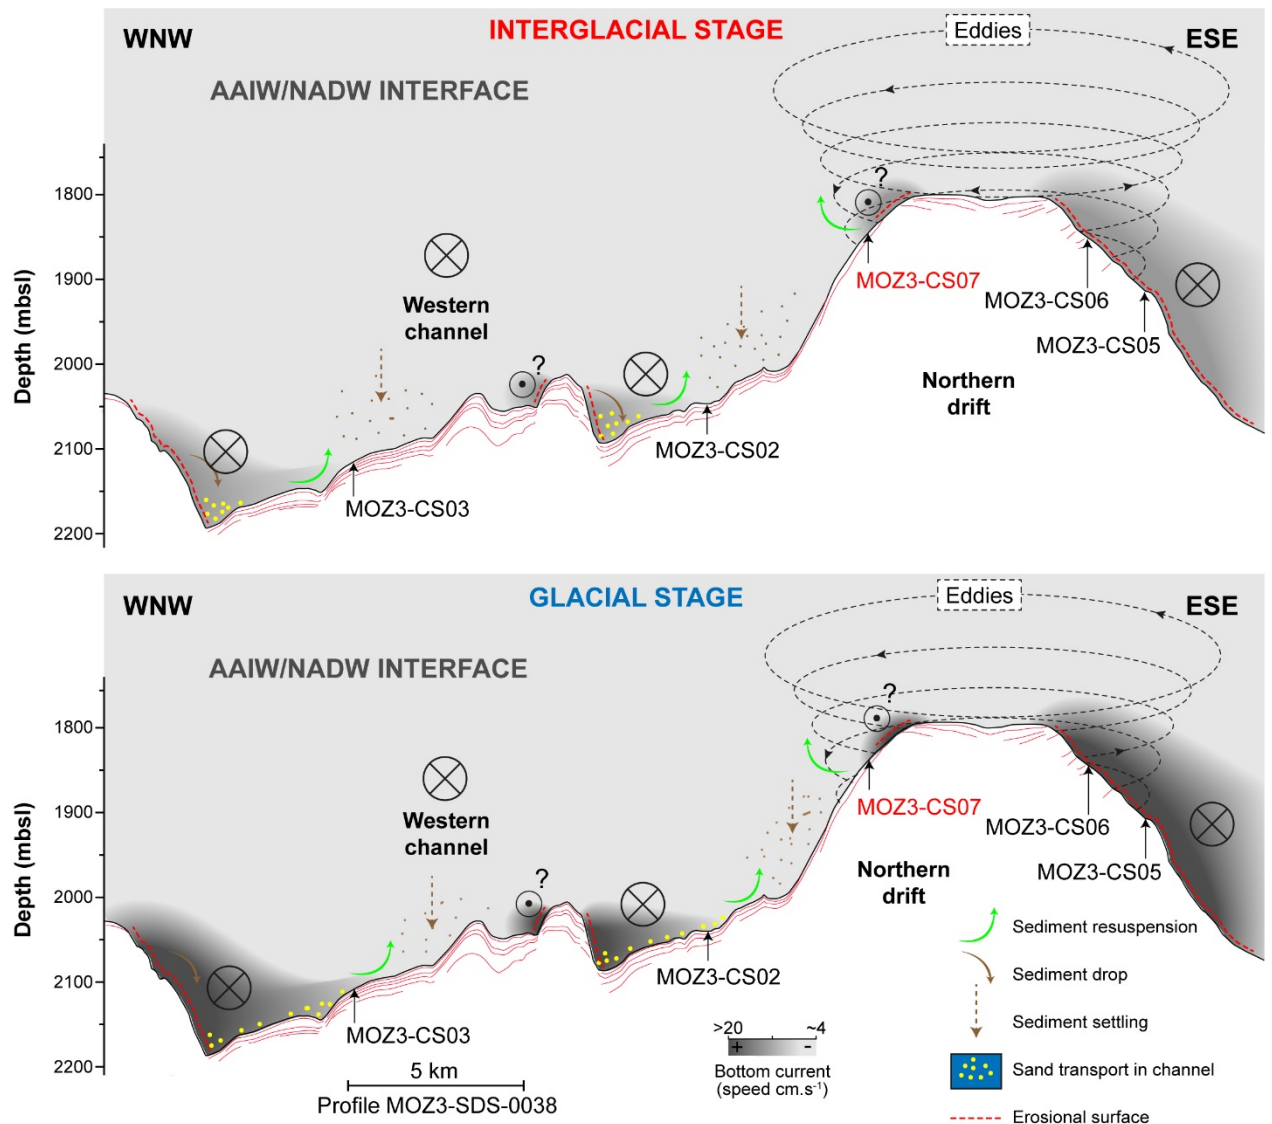 WNW
INTERGLACIAL STAGE
Eddies
ESE
AAIW/NADW INTERFACE
Depth (mbsl)
1800
1900
2000
2100
2200
Western
channel
?
?
MOZ3-CS07
MOZ3-CS06
MOZ3-CS05
Northern
drift
MOZ3-CS02
MOZ3-CS03
WNW
GLACIAL STAGE
Eddies
ESE
AAIW/NADW INTERFACE
Depth (mbsl)
1800
1900
2000
2100
2200
Western
channel
?
?
MOZ3-CS07
MOZ3-CS06
MOZ3-CS05
Northern
drift
MOZ3-CS02
MOZ3-CS03
5 km
Profile MOZ3-SDS-0038
>20 ~4
+ -
Bottom current
(speed cm.s⁻¹)
Sediment resuspension
Sediment drop
Sediment settling
Sand transport in channel
Erosional surface